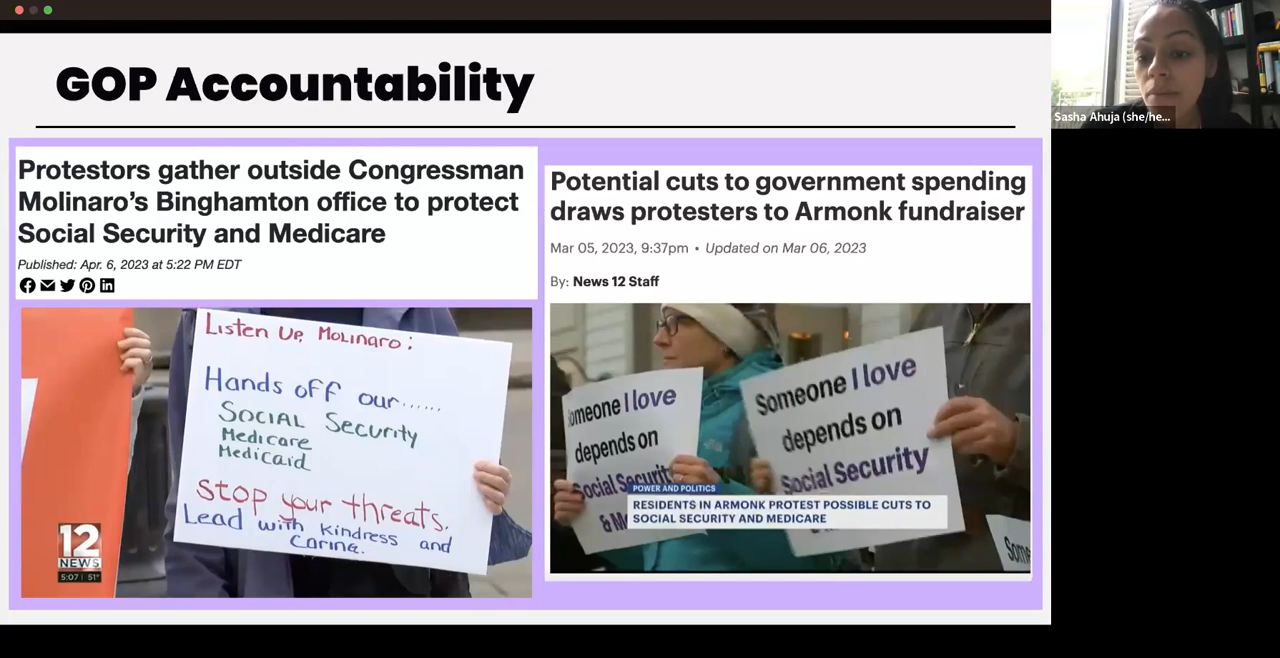 GOP Accountability
Protestors gather outside Congressman
Molinaro's Binghamton office to protect
Social Security and Medicare
Published: Apr. 6, 2023 at 5:22 PM EDT
Listen Up, Molinaro:
Hands off our......
Social Security
Medicare
Medicaid
Stop your threats.
Lead with kindness and
caring.
12
NEWS
5:07 51°
Potential cuts to government spending
draws protesters to Armonk fundraiser
Mar 05, 2023, 9:37pm • Updated on Mar 06, 2023
By: News 12 Staff
Someone I love
depends on
Social Security
& M
Someone I love
depends on
Social Security
Some
POWER AND POLITICS
RESIDENTS IN ARMONK PROTEST POSSIBLE CUTS TO
SOCIAL SECURITY AND MEDICARE
Sasha Ahuja (she/he...